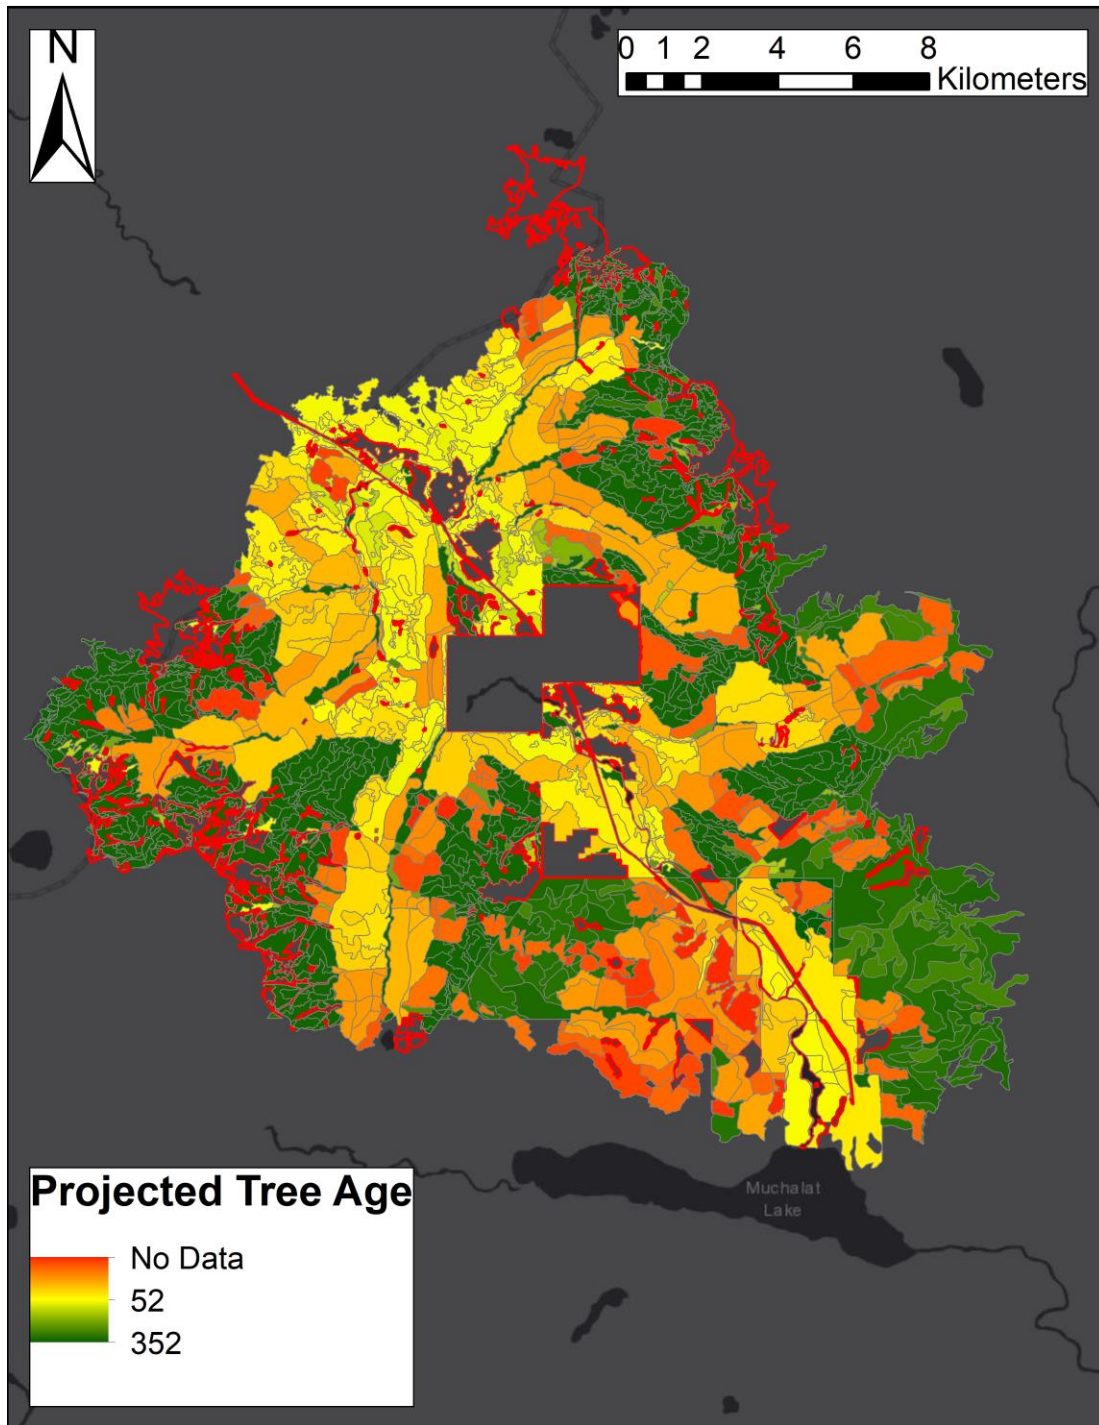 N
0 1 2 4 6 8
Kilometers
Muchalat
Lake
Projected Tree Age
No Data
52
352